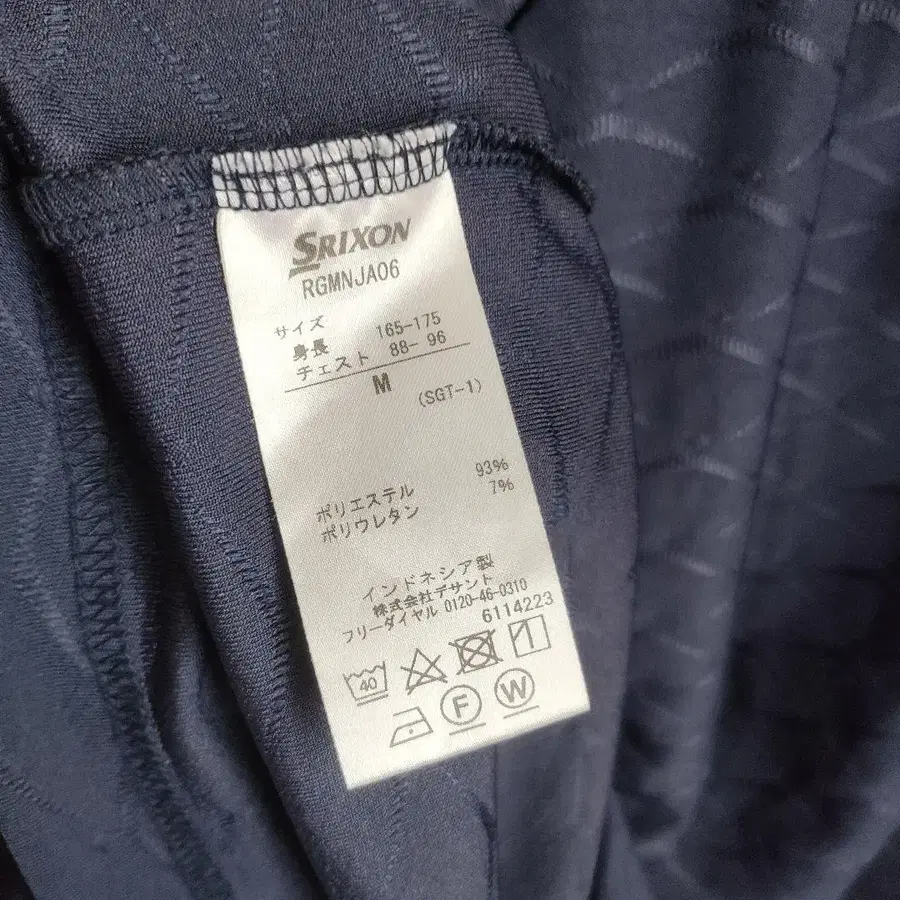 SRIXON
RGMNJA06
サイズ
身長 165-175
チェスト 88- 96
M
(SGT-1)
ポリエステル 93%
ポリウレタン 7%
インドネシア製
株式会社デサント
フリーダイヤル 0120-46-0310
6114223
40
F W